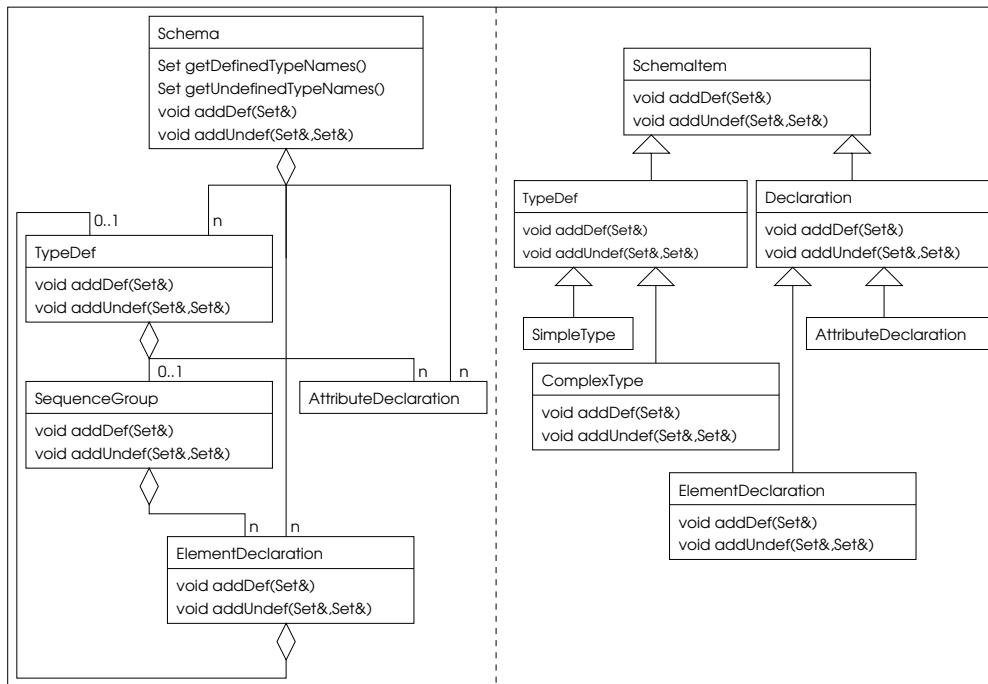 Schema
Set getDefinedTypeNames()
Set getUndefinedTypeNames()
void addDef(Set&)
void addUndef(Set&,Set&)
0..1
n
TypeDef
void addDef(Set&)
void addUndef(Set&,Set&)
0..1
n
n
SequenceGroup
void addDef(Set&)
void addUndef(Set&,Set&)
AttributeDeclaration
n
n
ElementDeclaration
void addDef(Set&)
void addUndef(Set&,Set&)
SchemaItem
void addDef(Set&)
void addUndef(Set&,Set&)
TypeDef
void addDef(Set&)
void addUndef(Set&,Set&)
Declaration
void addDef(Set&)
void addUndef(Set&,Set&)
SimpleType
AttributeDeclaration
ComplexType
void addDef(Set&)
void addUndef(Set&,Set&)
ElementDeclaration
void addDef(Set&)
void addUndef(Set&,Set&)